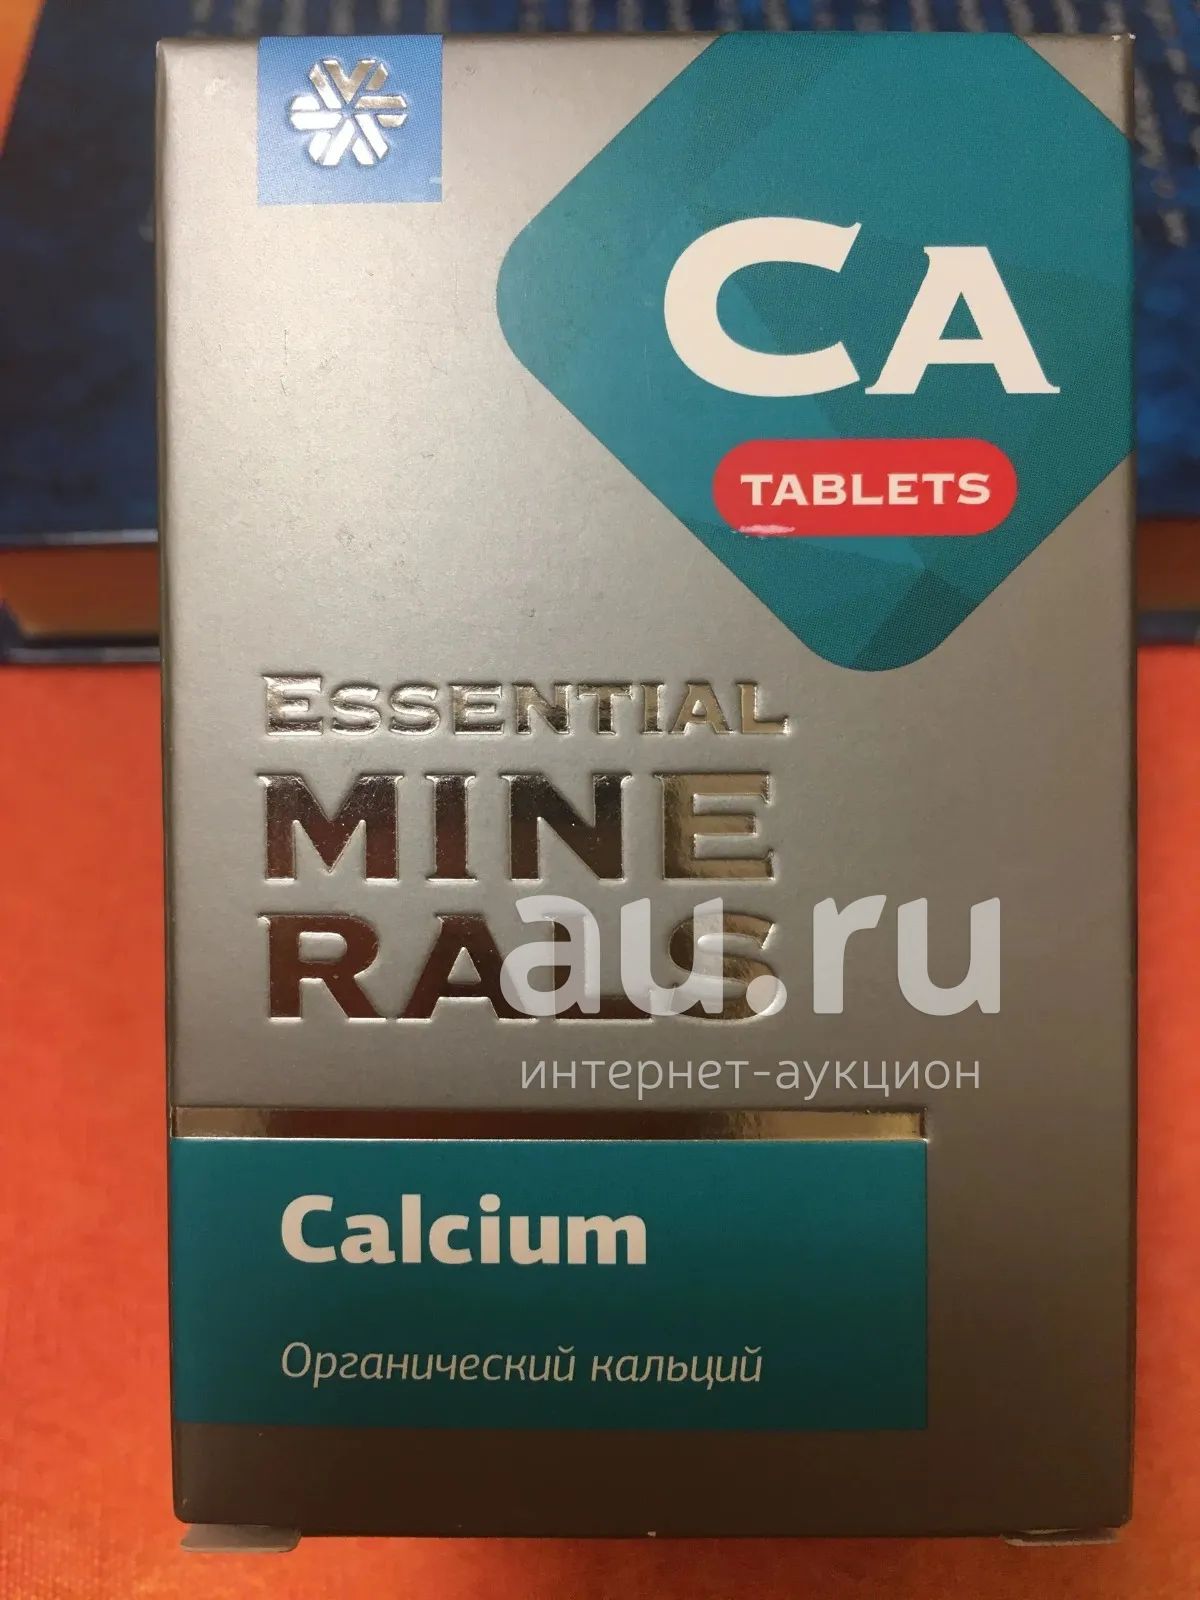 CA
TABLETS
ESSENTIAL
MINE
RALS
au.ru
интернет-аукцион
Calcium
Органический кальций